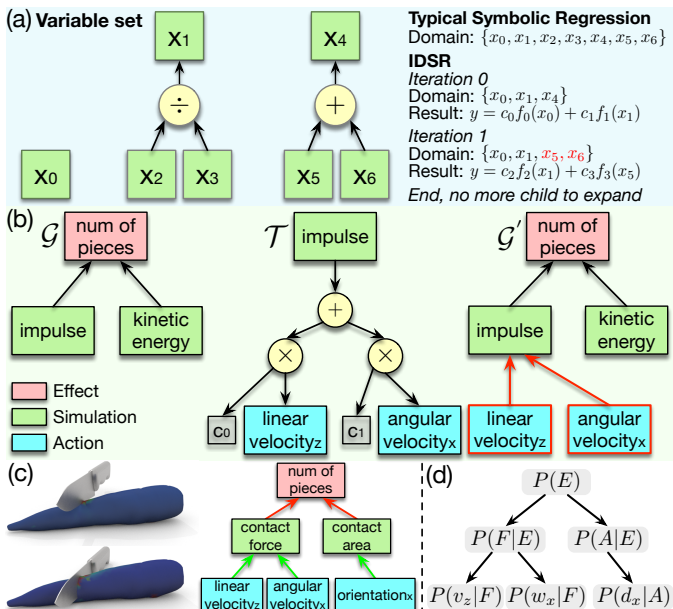 (a) Variable set
x1
x4
÷
+
x0
x2
x3
x5
x6
Typical Symbolic Regression
Domain: {x₀, x₁, x₂, x₃, x₄, x₅, x₆}
IDSR
Iteration 0
Domain: {x₀, x₁, x₄}
Result: y = c₀f₀(x₀) + c₁f₁(x₁)
Iteration 1
Domain: {x₀, x₁, x₅, x₆}
Result: y = c₂f₂(x₁) + c₃f₃(x₅)
End, no more child to expand
(b)
𝒢
num of
pieces
impulse
kinetic
energy
Effect
Simulation
Action
𝒯
impulse
+
×
×
c0
linear
velocityz
c1
angular
velocityx
𝒢′
num of
pieces
impulse
kinetic
energy
linear
velocityz
angular
velocityx
(c)
num of
pieces
contact
force
contact
area
linear
velocityz
angular
velocityx
orientationx
(d)
P(E)
P(F|E)
P(A|E)
P(v_z|F)
P(w_x|F)
P(d_x|A)